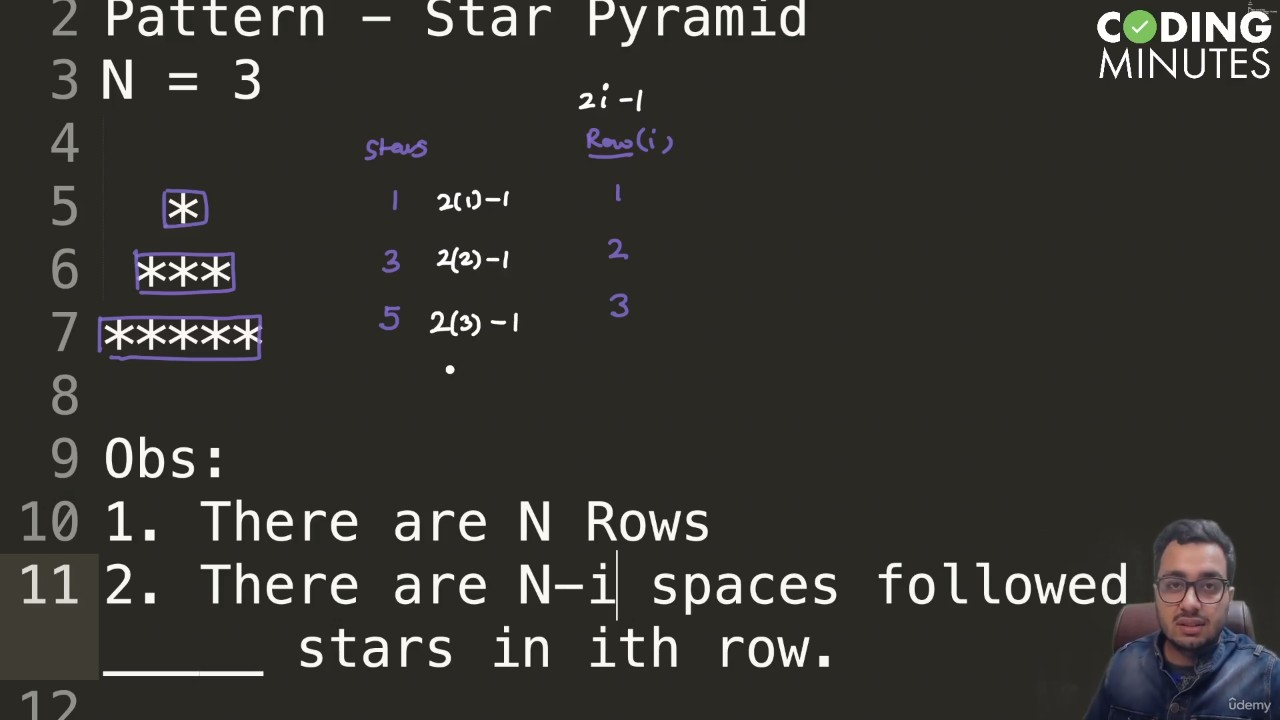 2 Pattern – Star Pyramid
CODING
MINUTES
3 N = 3
2i-1
4
stars Row(i)
5 * 1 2(1)-1 1
6 *** 3 2(2)-1 2
7 ***** 5 2(3)-1 3
8
9 Obs:
10 1. There are N Rows
11 2. There are N-i spaces followed
_____ stars in ith row.
12
ûdemy